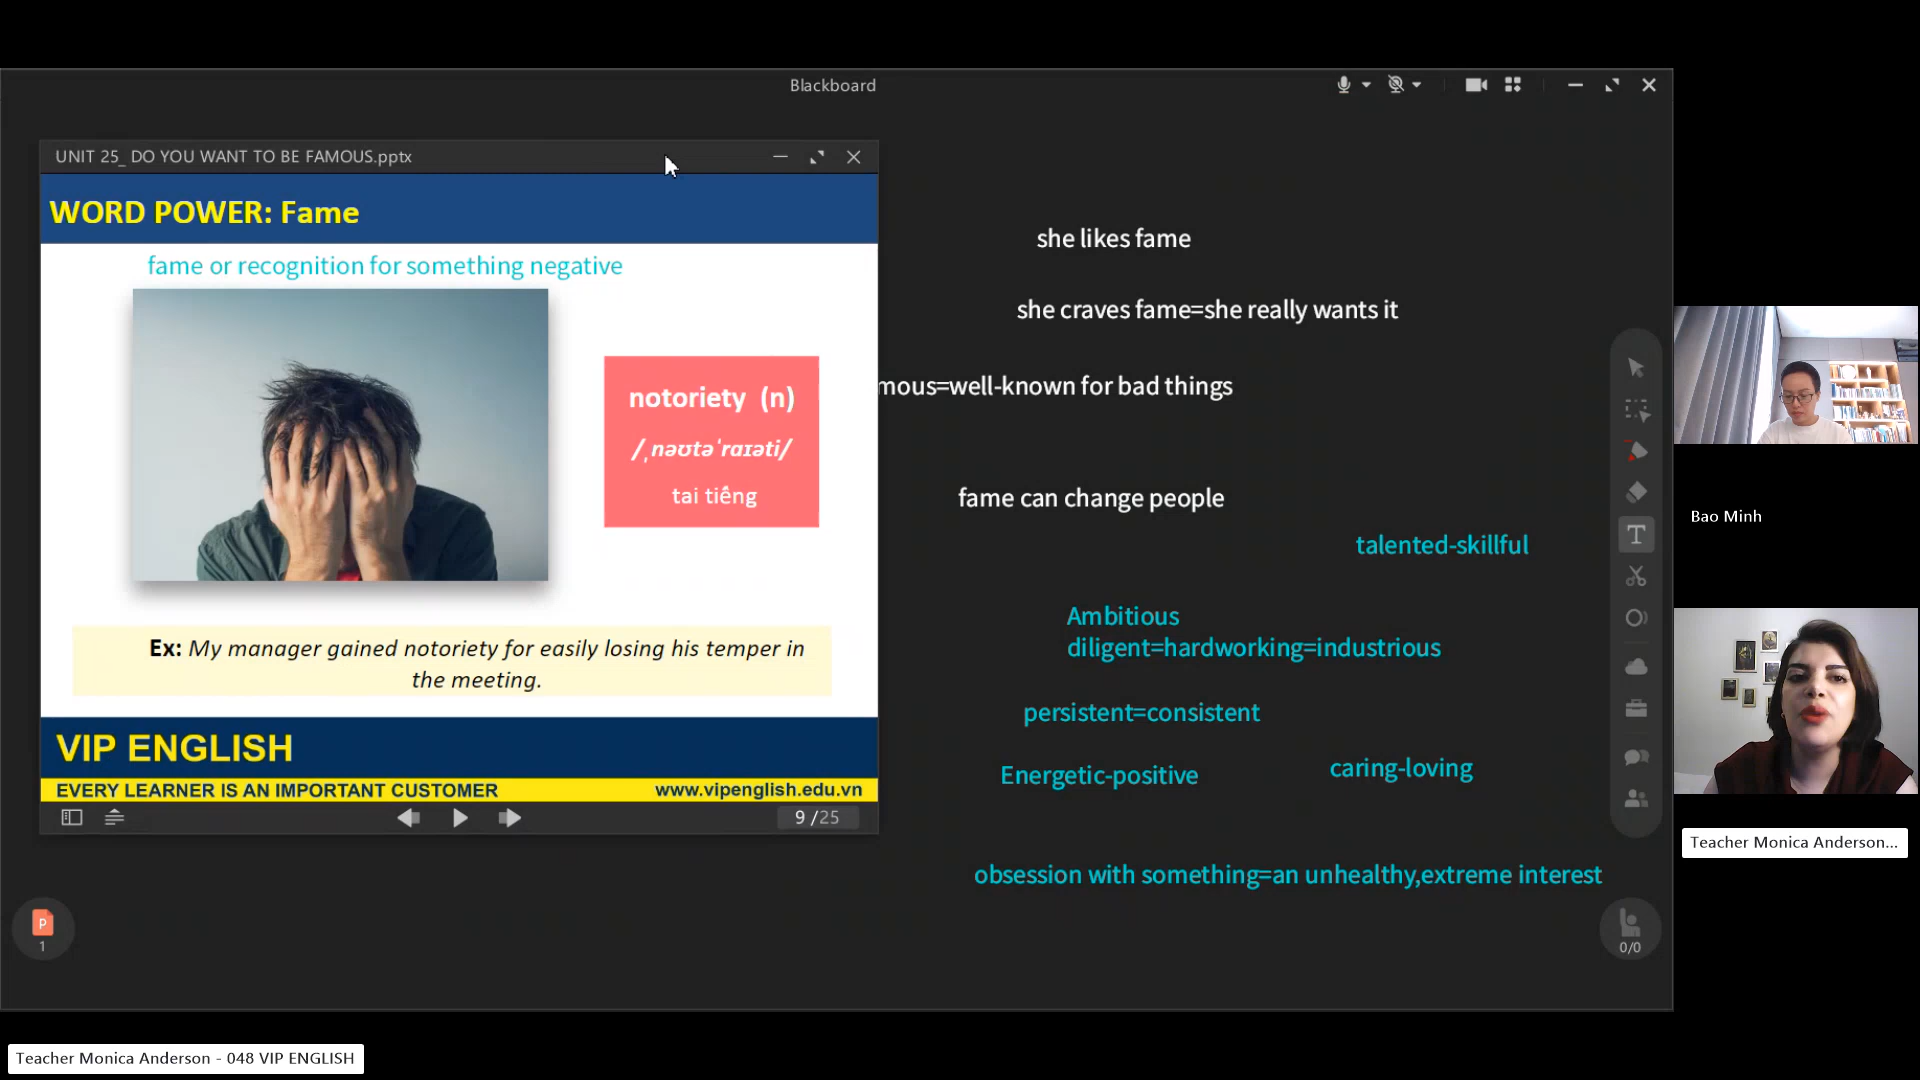 Blackboard
UNIT 25_ DO YOU WANT TO BE FAMOUS.pptx
WORD POWER: Fame
fame or recognition for something negative
notoriety (n)
/ˌnəʊtəˈraɪəti/
tai tiếng
Ex: My manager gained notoriety for easily losing his temper in
the meeting.
VIP ENGLISH
EVERY LEARNER IS AN IMPORTANT CUSTOMER
www.vipenglish.edu.vn
9 /25
she likes fame
she craves fame=she really wants it
mous=well-known for bad things
fame can change people
talented-skillful
Ambitious
diligent=hardworking=industrious
persistent=consistent
Energetic-positive
caring-loving
obsession with something=an unhealthy,extreme interest
P
1
T
0/0
Bao Minh
Teacher Monica Anderson...
Teacher Monica Anderson - 048 VIP ENGLISH